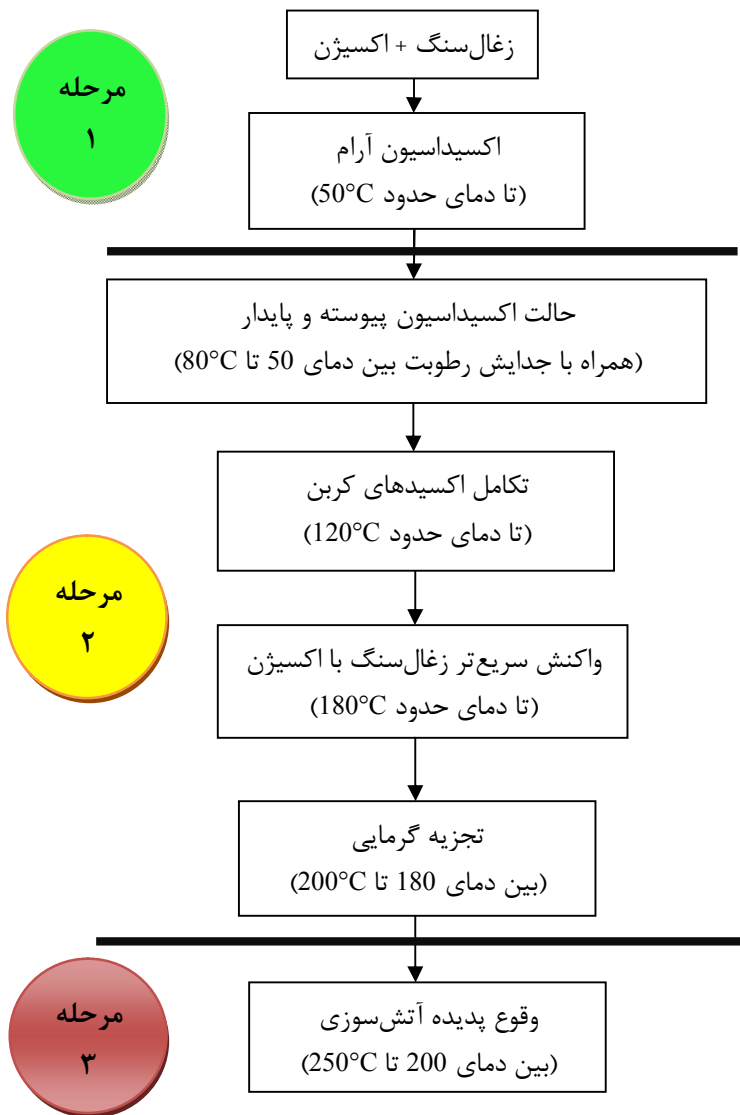 زغال‌سنگ + اکسیژن
مرحله
۱
اکسیداسیون آرام
(تا دمای حدود 50°C)
حالت اکسیداسیون پیوسته و پایدار
(همراه با جدایش رطوبت بین دمای 50 تا 80°C)
تکامل اکسیدهای کربن
(تا دمای حدود 120°C)
مرحله
۲
واکنش سریع‌تر زغال‌سنگ با اکسیژن
(تا دمای حدود 180°C)
تجزیه گرمایی
(بین دمای 180 تا 200°C)
مرحله
۳
وقوع پدیده آتش‌سوزی
(بین دمای 200 تا 250°C)